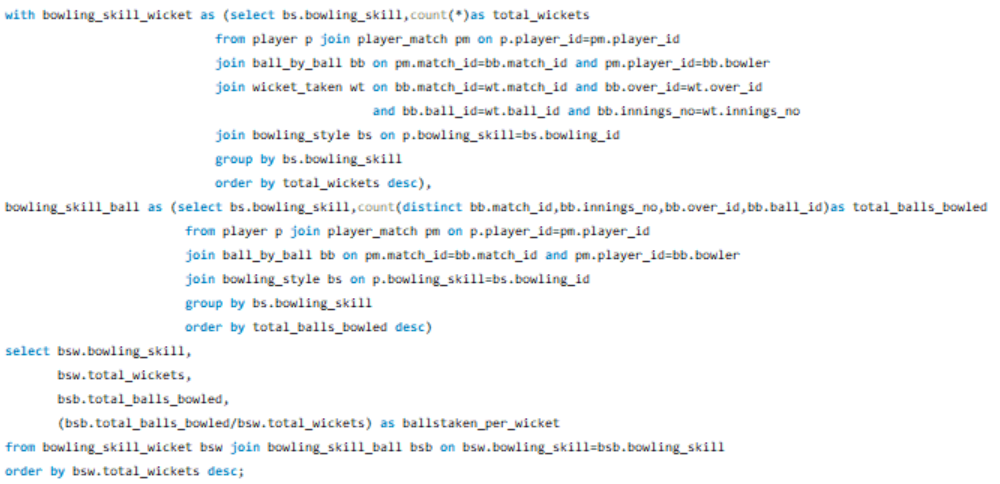 with bowling_skill_wicket as (select bs.bowling_skill,count(*)as total_wickets
from player p join player_match pm on p.player_id=pm.player_id
join ball_by_ball bb on pm.match_id=bb.match_id and pm.player_id=bb.bowler
join wicket_taken wt on bb.match_id=wt.match_id and bb.over_id=wt.over_id
and bb.ball_id=wt.ball_id and bb.innings_no=wt.innings_no
join bowling_style bs on p.bowling_skill=bs.bowling_id
group by bs.bowling_skill
order by total_wickets desc),
bowling_skill_ball as (select bs.bowling_skill,count(distinct bb.match_id,bb.innings_no,bb.over_id,bb.ball_id)as total_balls_bowled
from player p join player_match pm on p.player_id=pm.player_id
join ball_by_ball bb on pm.match_id=bb.match_id and pm.player_id=bb.bowler
join bowling_style bs on p.bowling_skill=bs.bowling_id
group by bs.bowling_skill
order by total_balls_bowled desc)
select bsw.bowling_skill,
bsw.total_wickets,
bsb.total_balls_bowled,
(bsb.total_balls_bowled/bsw.total_wickets) as ballstaken_per_wicket
from bowling_skill_wicket bsw join bowling_skill_ball bsb on bsw.bowling_skill=bsb.bowling_skill
order by bsw.total_wickets desc;